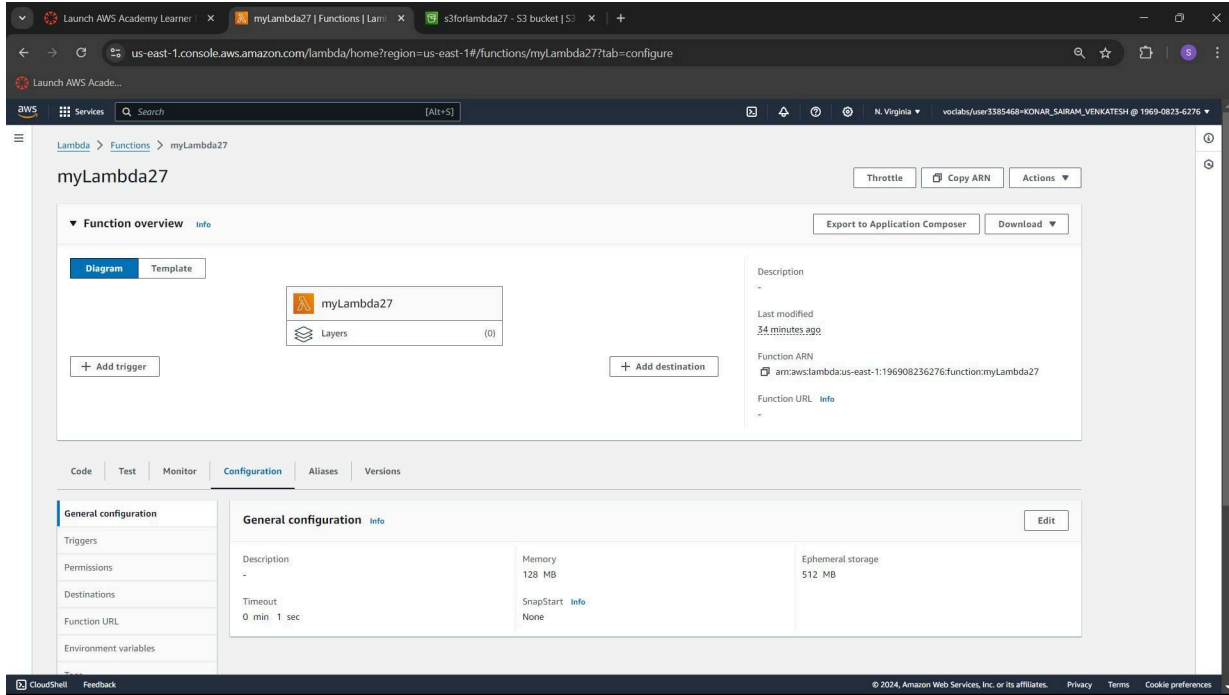 Launch AWS Academy Learner
myLambda27 | Functions | Lam
s3forlambda27 - S3 bucket | S3
us-east-1.console.aws.amazon.com/lambda/home?region=us-east-1#/functions/myLambda27?tab=configure
S
Launch AWS Acade...
aws Services Search [Alt+S] N. Virginia ▼ voclabs/user3385468=KONAR_SAIRAM_VENKATESH @ 1969-0823-6276 ▼
Lambda > Functions > myLambda27
myLambda27
Throttle Copy ARN Actions ▼
▼ Function overview Info
Export to Application Composer Download ▼
Diagram Template
myLambda27
Layers (0)
+ Add trigger
+ Add destination
Description
-
Last modified
34 minutes ago
Function ARN
arn:aws:lambda:us-east-1:196908236276:function:myLambda27
Function URL Info
-
Code Test Monitor Configuration Aliases Versions
General configuration
Triggers
Permissions
Destinations
Function URL
Environment variables
General configuration Info
Edit
Description
-
Memory
128 MB
Ephemeral storage
512 MB
Timeout
0 min 1 sec
SnapStart Info
None
CloudShell Feedback © 2024, Amazon Web Services, Inc. or its affiliates. Privacy Terms Cookie preferences